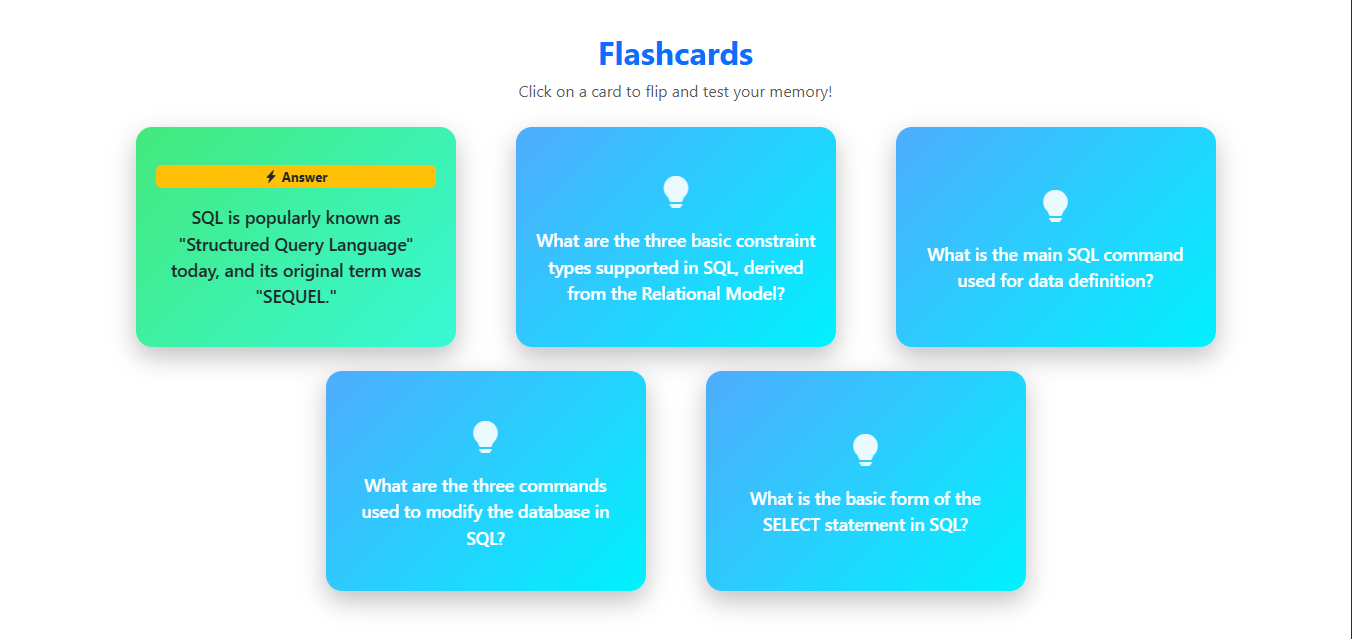 Flashcards
Click on a card to flip and test your memory!
Answer
SQL is popularly known as
"Structured Query Language"
today, and its original term was
"SEQUEL."
What are the three basic constraint
types supported in SQL, derived
from the Relational Model?
What is the main SQL command
used for data definition?
What are the three commands
used to modify the database in
SQL?
What is the basic form of the
SELECT statement in SQL?